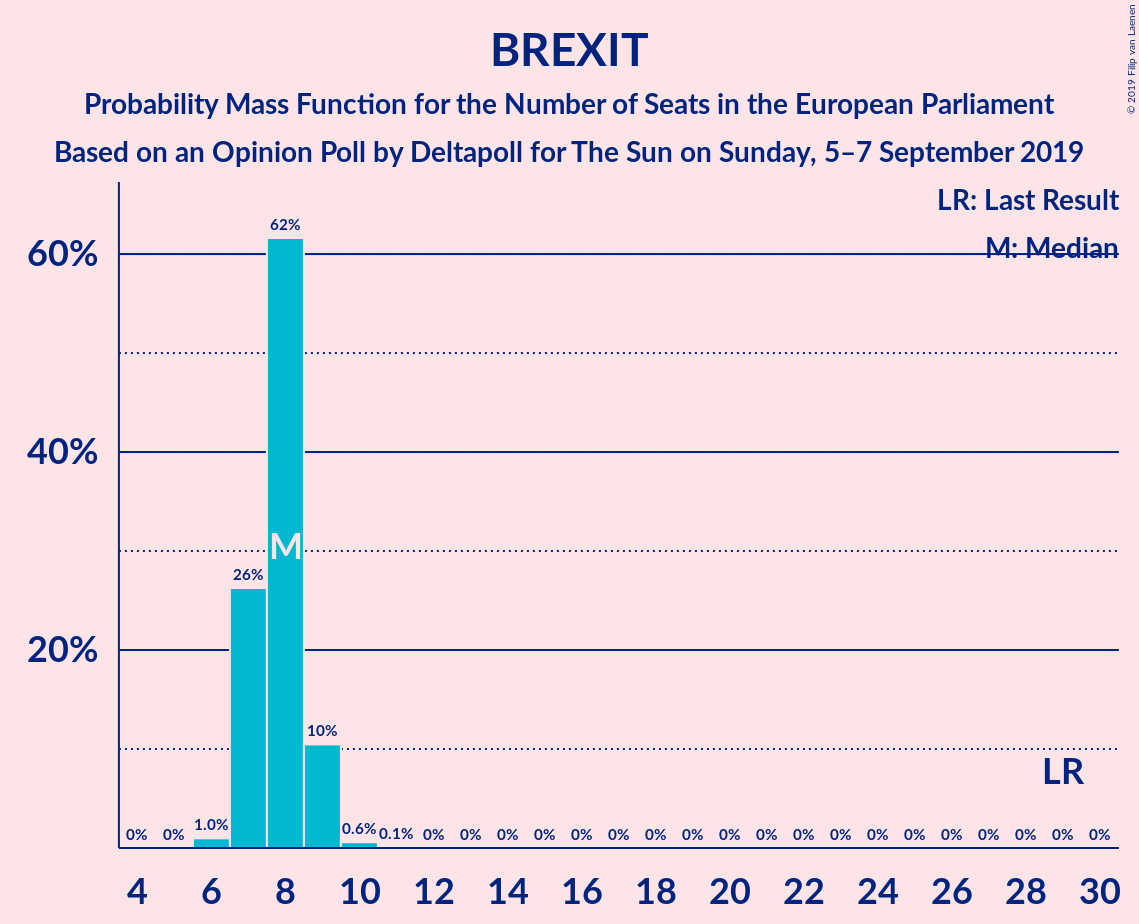 BREXIT
Probability Mass Function for the Number of Seats in the European Parliament
Based on an Opinion Poll by Deltapoll for The Sun on Sunday, 5–7 September 2019
© 2019 Filip van Laenen
LR: Last Result
M: Median
60%
40%
20%
62%
M
26%
10%
LR
0% 0% 1.0% 0.6% 0.1% 0% 0% 0% 0% 0% 0% 0% 0% 0% 0% 0% 0% 0% 0% 0% 0% 0% 0% 0%
4 6 8 10 12 14 16 18 20 22 24 26 28 30